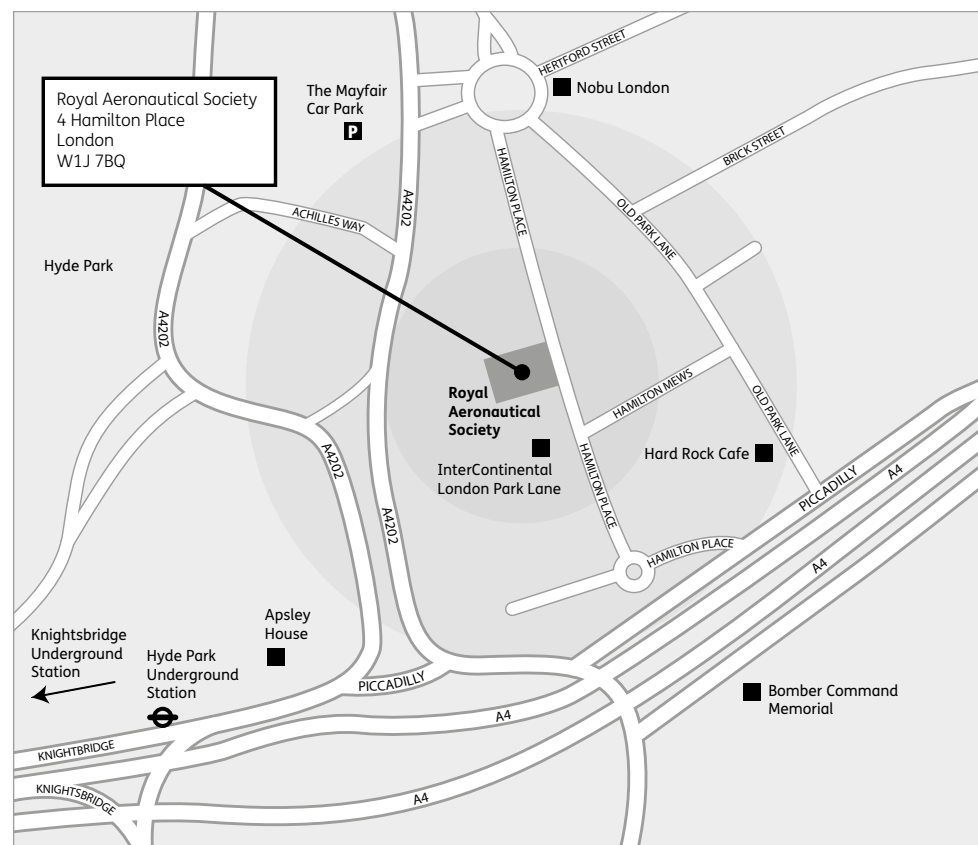 HERTFORD STREET
Nobu London
The Mayfair
Car Park
P
Royal Aeronautical Society
4 Hamilton Place
London
W1J 7BQ
BRICK STREET
HAMILTON PLACE
A4202
ACHILLES WAY
OLD PARK LANE
Hyde Park
A4202
Royal
Aeronautical
Society
HAMILTON MEWS
OLD PARK LANE
InterContinental
London Park Lane
Hard Rock Cafe
A4202
HAMILTON PLACE
PICCADILLY
A4
A4202
HAMILTON PLACE
A4
Apsley
House
Knightsbridge
Underground
Station
Hyde Park
Underground
Station
PICCADILLY
Bomber Command
Memorial
A4
KNIGHTBRIDGE
KNIGHTSBRIDGE
A4